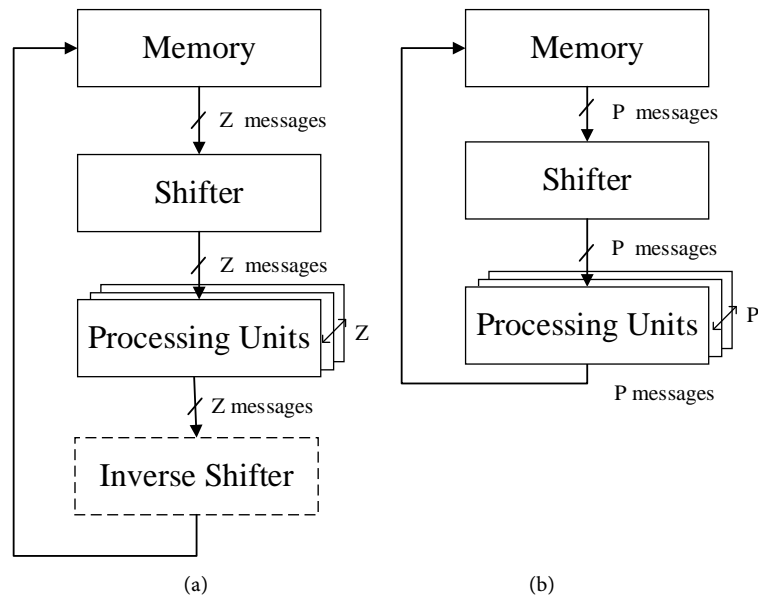 Memory
Z messages
Shifter
Z messages
Processing Units
Z
Z messages
Inverse Shifter
(a)
Memory
P messages
Shifter
P messages
Processing Units
P
P messages
(b)